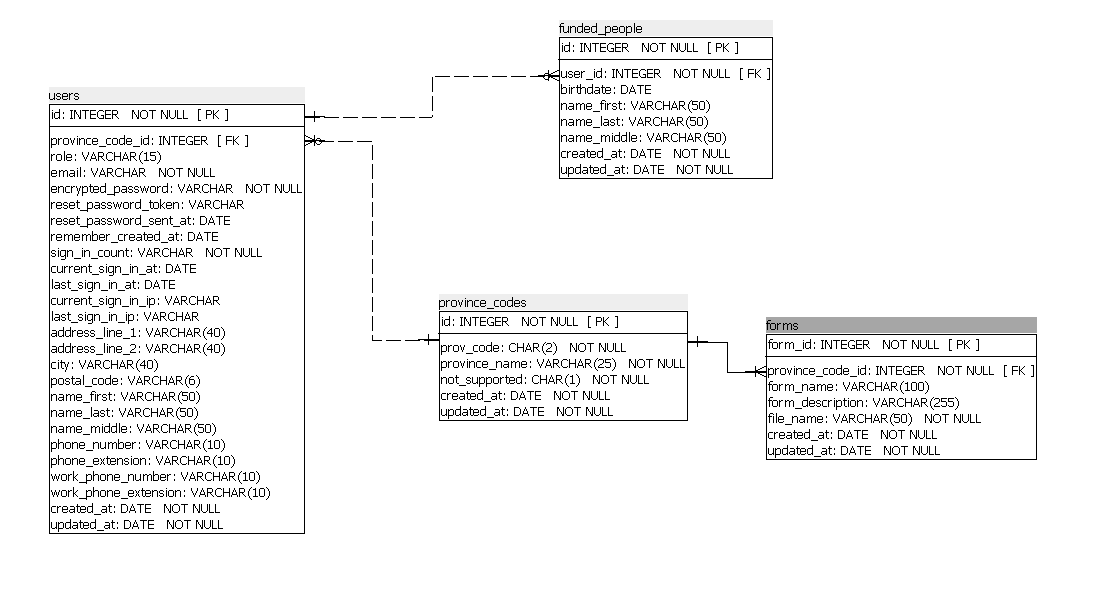 funded_people
id: INTEGER NOT NULL [ PK ]
user_id: INTEGER NOT NULL [ FK ]
birthdate: DATE
name_first: VARCHAR(50)
name_last: VARCHAR(50)
name_middle: VARCHAR(50)
created_at: DATE NOT NULL
updated_at: DATE NOT NULL
users
id: INTEGER NOT NULL [ PK ]
province_code_id: INTEGER [ FK ]
role: VARCHAR(15)
email: VARCHAR NOT NULL
encrypted_password: VARCHAR NOT NULL
reset_password_token: VARCHAR
reset_password_sent_at: DATE
remember_created_at: DATE
sign_in_count: VARCHAR NOT NULL
current_sign_in_at: DATE
last_sign_in_at: DATE
current_sign_in_ip: VARCHAR
last_sign_in_ip: VARCHAR
address_line_1: VARCHAR(40)
address_line_2: VARCHAR(40)
city: VARCHAR(40)
postal_code: VARCHAR(6)
name_first: VARCHAR(50)
name_last: VARCHAR(50)
name_middle: VARCHAR(50)
phone_number: VARCHAR(10)
phone_extension: VARCHAR(10)
work_phone_number: VARCHAR(10)
work_phone_extension: VARCHAR(10)
created_at: DATE NOT NULL
updated_at: DATE NOT NULL
province_codes
id: INTEGER NOT NULL [ PK ]
prov_code: CHAR(2) NOT NULL
province_name: VARCHAR(25) NOT NULL
not_supported: CHAR(1) NOT NULL
created_at: DATE NOT NULL
updated_at: DATE NOT NULL
forms
form_id: INTEGER NOT NULL [ PK ]
province_code_id: INTEGER NOT NULL [ FK ]
form_name: VARCHAR(100)
form_description: VARCHAR(255)
file_name: VARCHAR(50) NOT NULL
created_at: DATE NOT NULL
updated_at: DATE NOT NULL